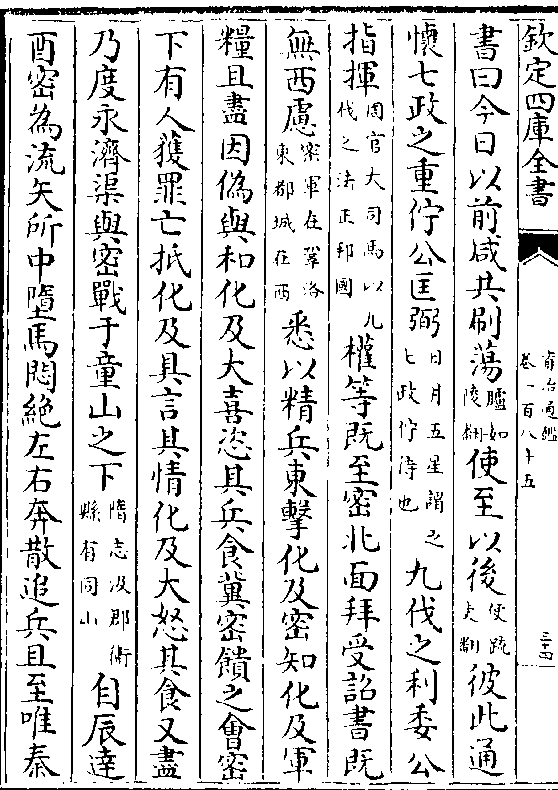 欽定四庫全書
資治通鑑
卷一百八十五
三十四
書曰今日以前咸共刷蕩臚如陵翻使至以後使疏吏翻彼此通
懷七政之重佇公匡弼日月五星謂之七政佇待也九伐之利委公
指揮周官大司馬以九伐之法正邦國權等既至密北面拜受詔書既
無西慮密軍在鞏洛東都城在西悉以精兵東擊化及密知化及軍
糧且盡因偽與和化及大喜恣其兵食冀密饋之會密
下有人獲罪亡抵化及具言其情化及大怒其食又盡
乃度永濟渠與密戰于童山之下隋志汲郡衛縣有同山自辰達
酉密為流矢所中墮馬悶絶左右奔散追兵且至唯秦